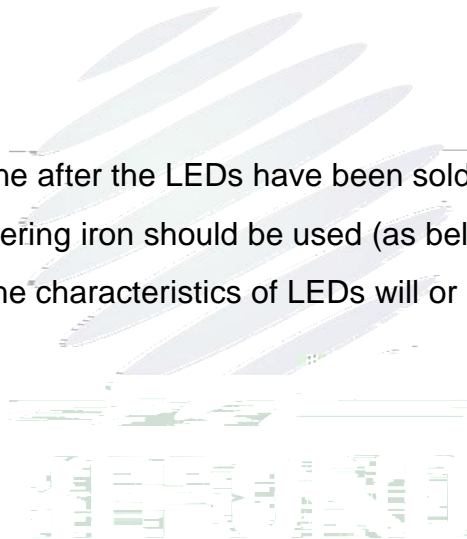 ne after the LEDs have been sold
ering iron should be used (as bel
ne characteristics of LEDs will or